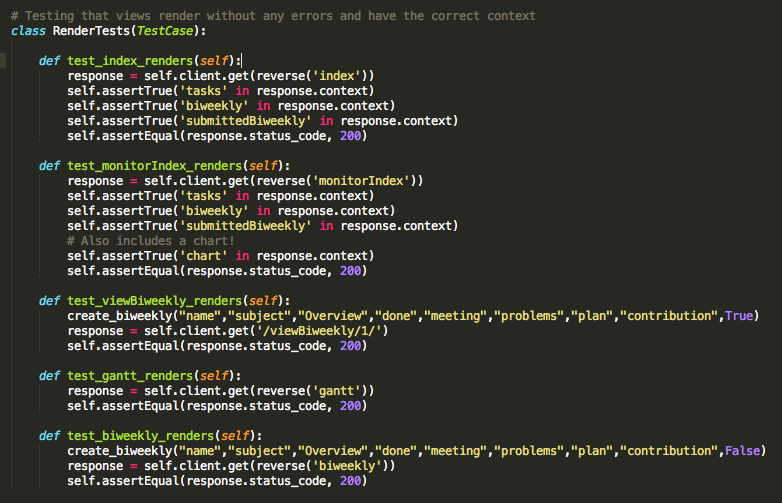 # Testing that views render without any errors and have the correct context
class RenderTests(TestCase):
def test_index_renders(self):
response = self.client.get(reverse('index'))
self.assertTrue('tasks' in response.context)
self.assertTrue('biweekly' in response.context)
self.assertTrue('submittedBiweekly' in response.context)
self.assertEqual(response.status_code, 200)
def test_monitorIndex_renders(self):
response = self.client.get(reverse('monitorIndex'))
self.assertTrue('tasks' in response.context)
self.assertTrue('biweekly' in response.context)
self.assertTrue('submittedBiweekly' in response.context)
# Also includes a chart!
self.assertTrue('chart' in response.context)
self.assertEqual(response.status_code, 200)
def test_viewBiweekly_renders(self):
create_biweekly("name","subject","Overview","done","meeting","problems","plan","contribution",True)
response = self.client.get('/viewBiweekly/1/')
self.assertEqual(response.status_code, 200)
def test_gantt_renders(self):
response = self.client.get(reverse('gantt'))
self.assertEqual(response.status_code, 200)
def test_biweekly_renders(self):
create_biweekly("name","subject","Overview","done","meeting","problems","plan","contribution",False)
response = self.client.get(reverse('biweekly'))
self.assertEqual(response.status_code, 200)